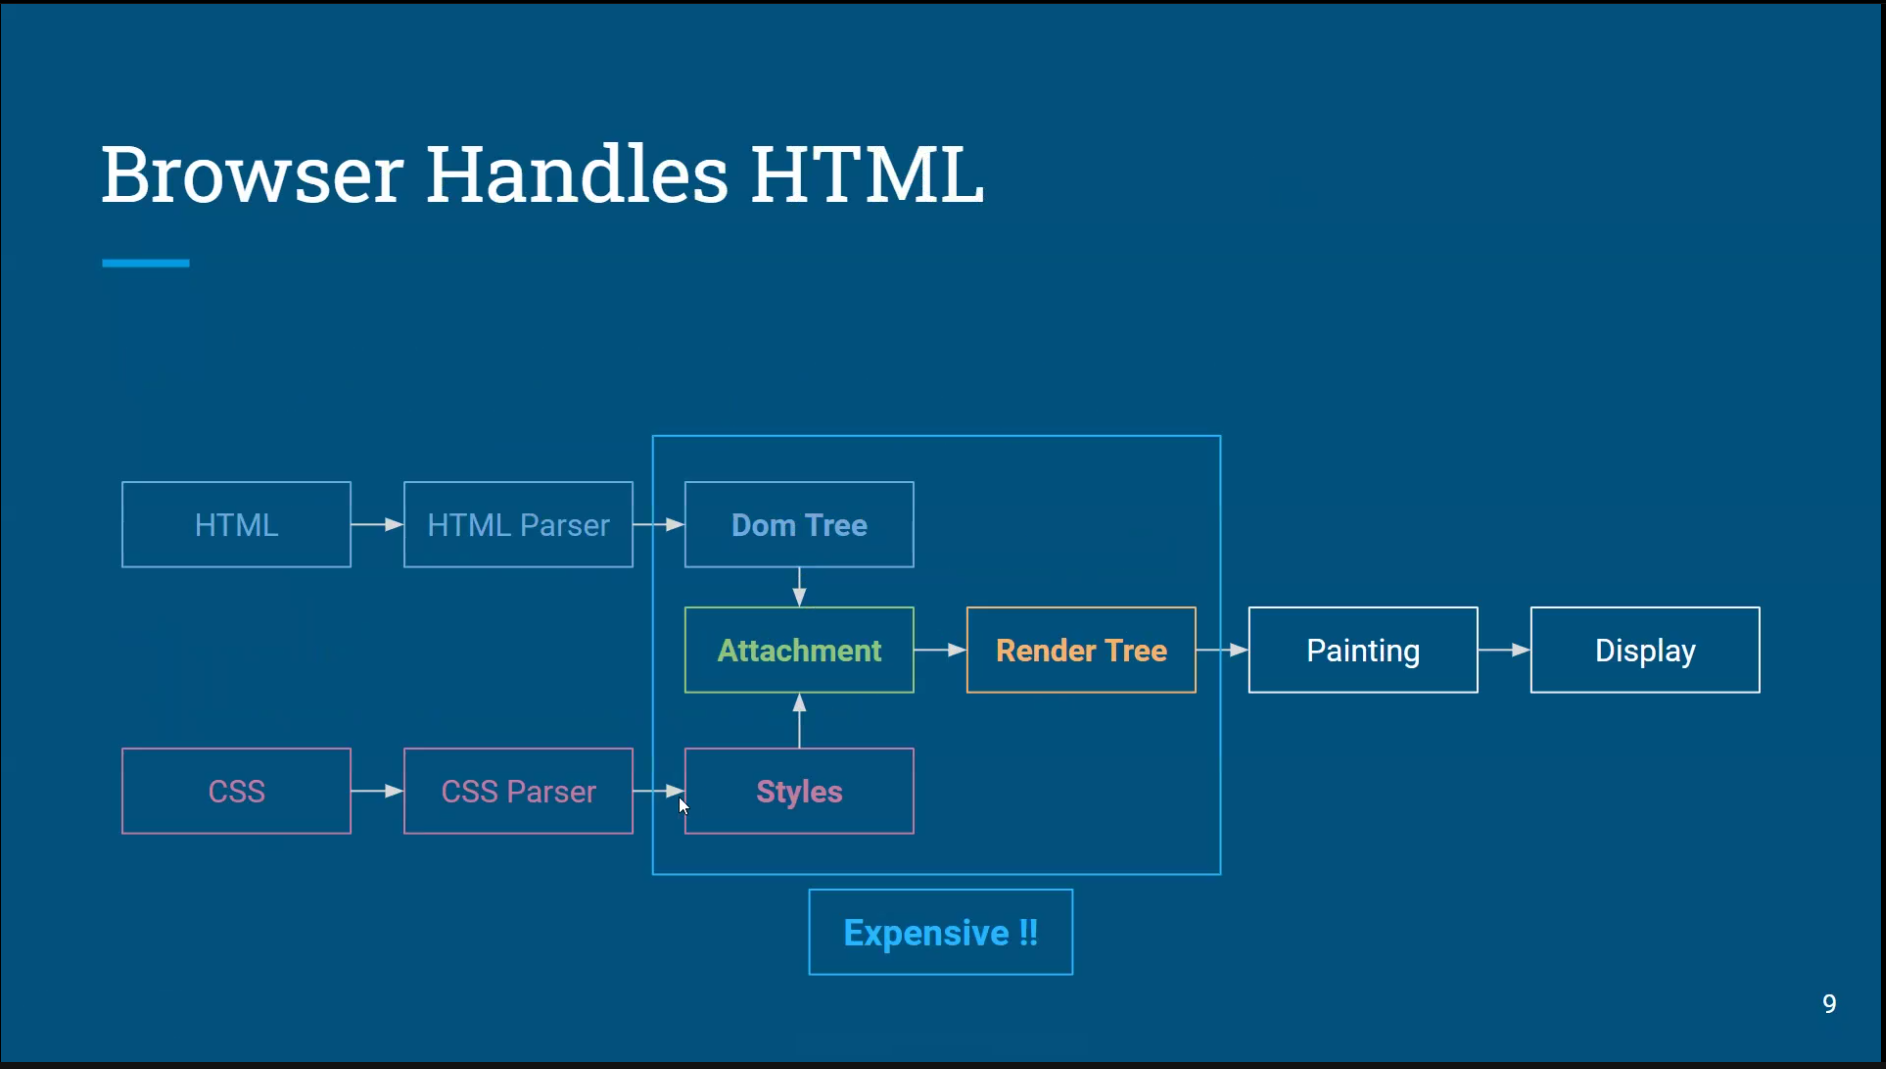 Browser Handles HTML
HTML
HTML Parser
Dom Tree
Attachment
Render Tree
Painting
Display
CSS
CSS Parser
Styles
Expensive !!
9